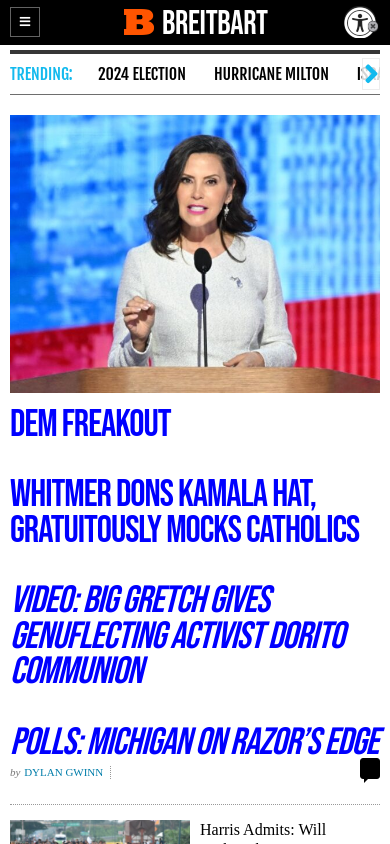 BREITBART
TRENDING: 2024 ELECTION HURRICANE MILTON
DEM FREAKOUT
WHITMER DONS KAMALA HAT,
GRATUITOUSLY MOCKS CATHOLICS
VIDEO: BIG GRETCH GIVES
GENUFLECTING ACTIVIST DORITO
COMMUNION
POLLS: MICHIGAN ON RAZOR'S EDGE
by DYLAN GWINN
Harris Admits: Will